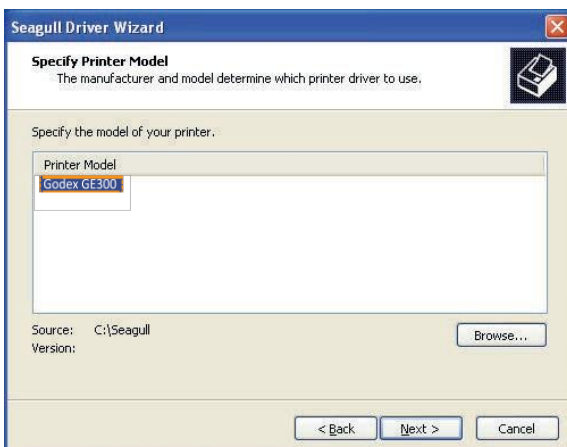 Seagull Driver Wizard
Specify Printer Model
The manufacturer and model determine which printer driver to use.
Specify the model of your printer.
Printer Model
Godex GE300
Source: C:\Seagull
Browse...
Version:
< Back
Next >
Cancel